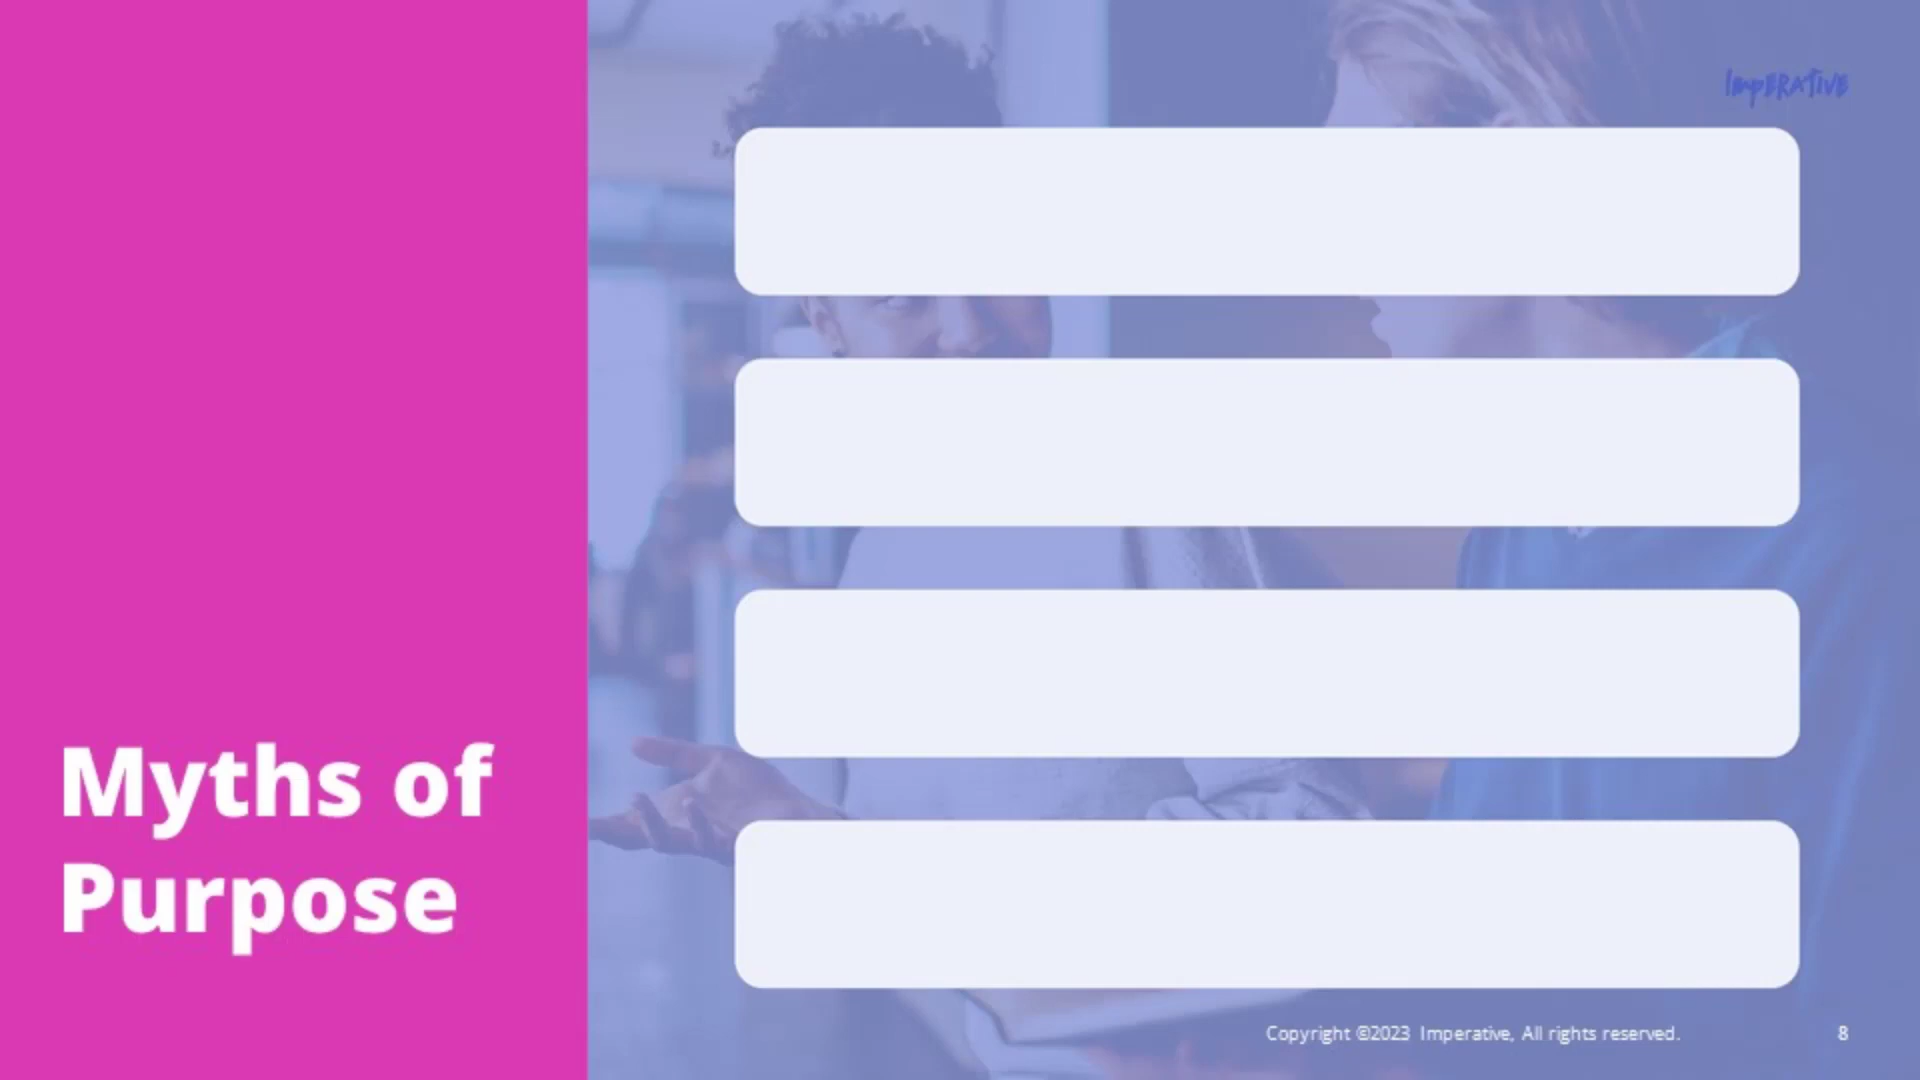 ImpERATIVE
Myths of
Purpose
Copyright ©2023 Imperative, All rights reserved.
8